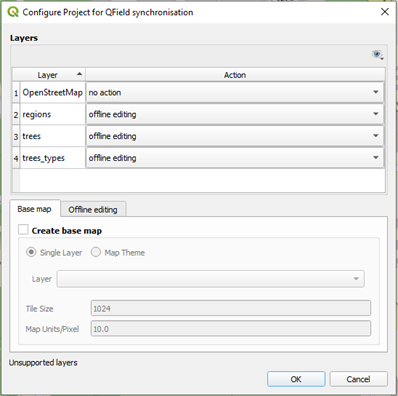 Configure Project for QField synchronisation
Layers
Layer Action
1 OpenStreetMap no action
2 regions offline editing
3 trees offline editing
4 trees_types offline editing
Base map Offline editing
Create base map
Single Layer Map Theme
Layer
Tile Size 1024
Map Units/Pixel 10.0
Unsupported layers
OK Cancel